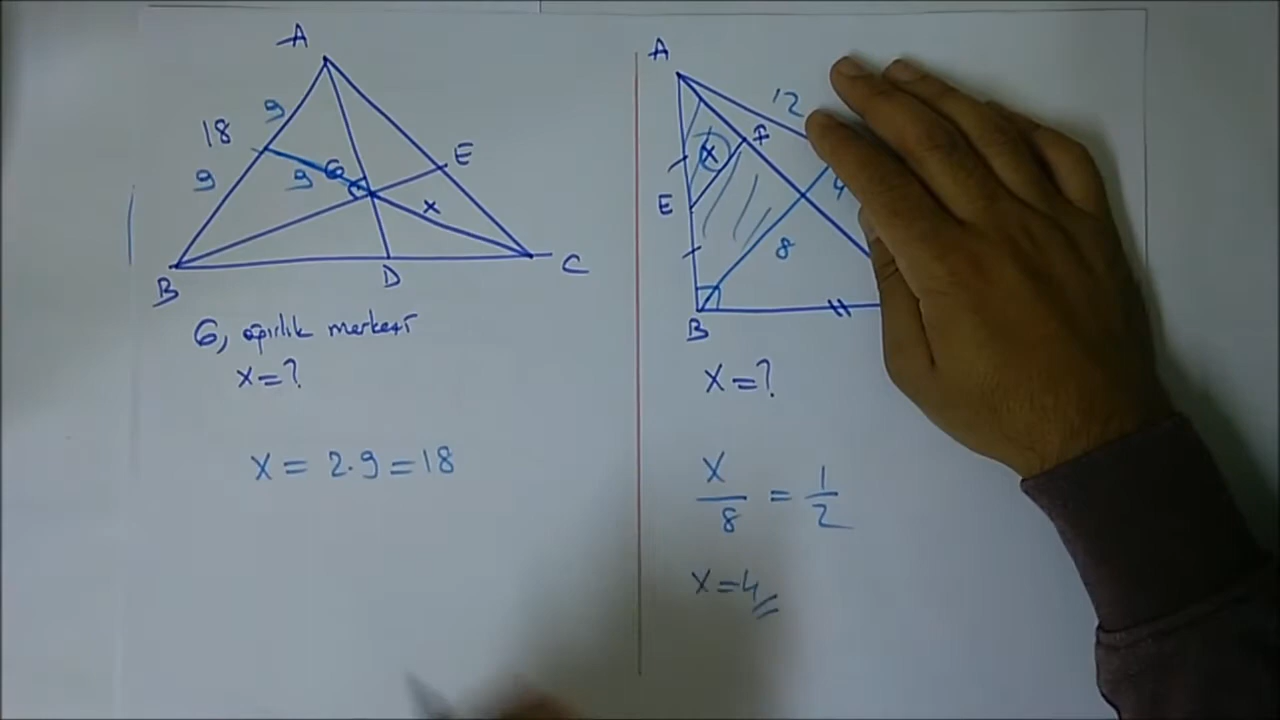 A
9
18
9
9
G
E
x
B
D
C
G, ağırlık merkezi
x=?
x = 2.9 = 18
A
12
x
F
E
4
8
B
x=?
x/8 = 1/2
x=4